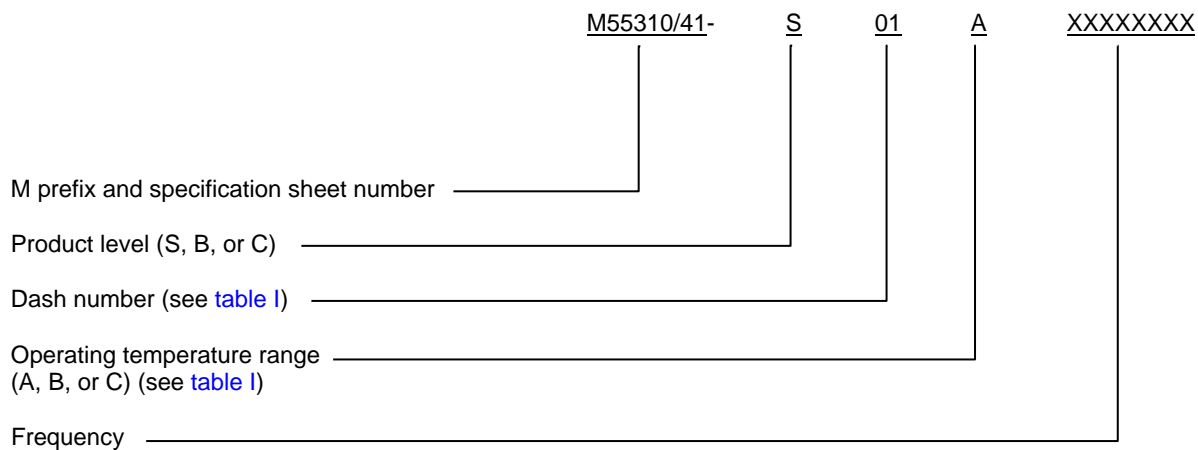 M55310/41- S 01 A XXXXXXXX
M prefix and specification sheet number
Product level (S, B, or C)
Dash number (see table I)
Operating temperature range
(A, B, or C) (see table I)
Frequency